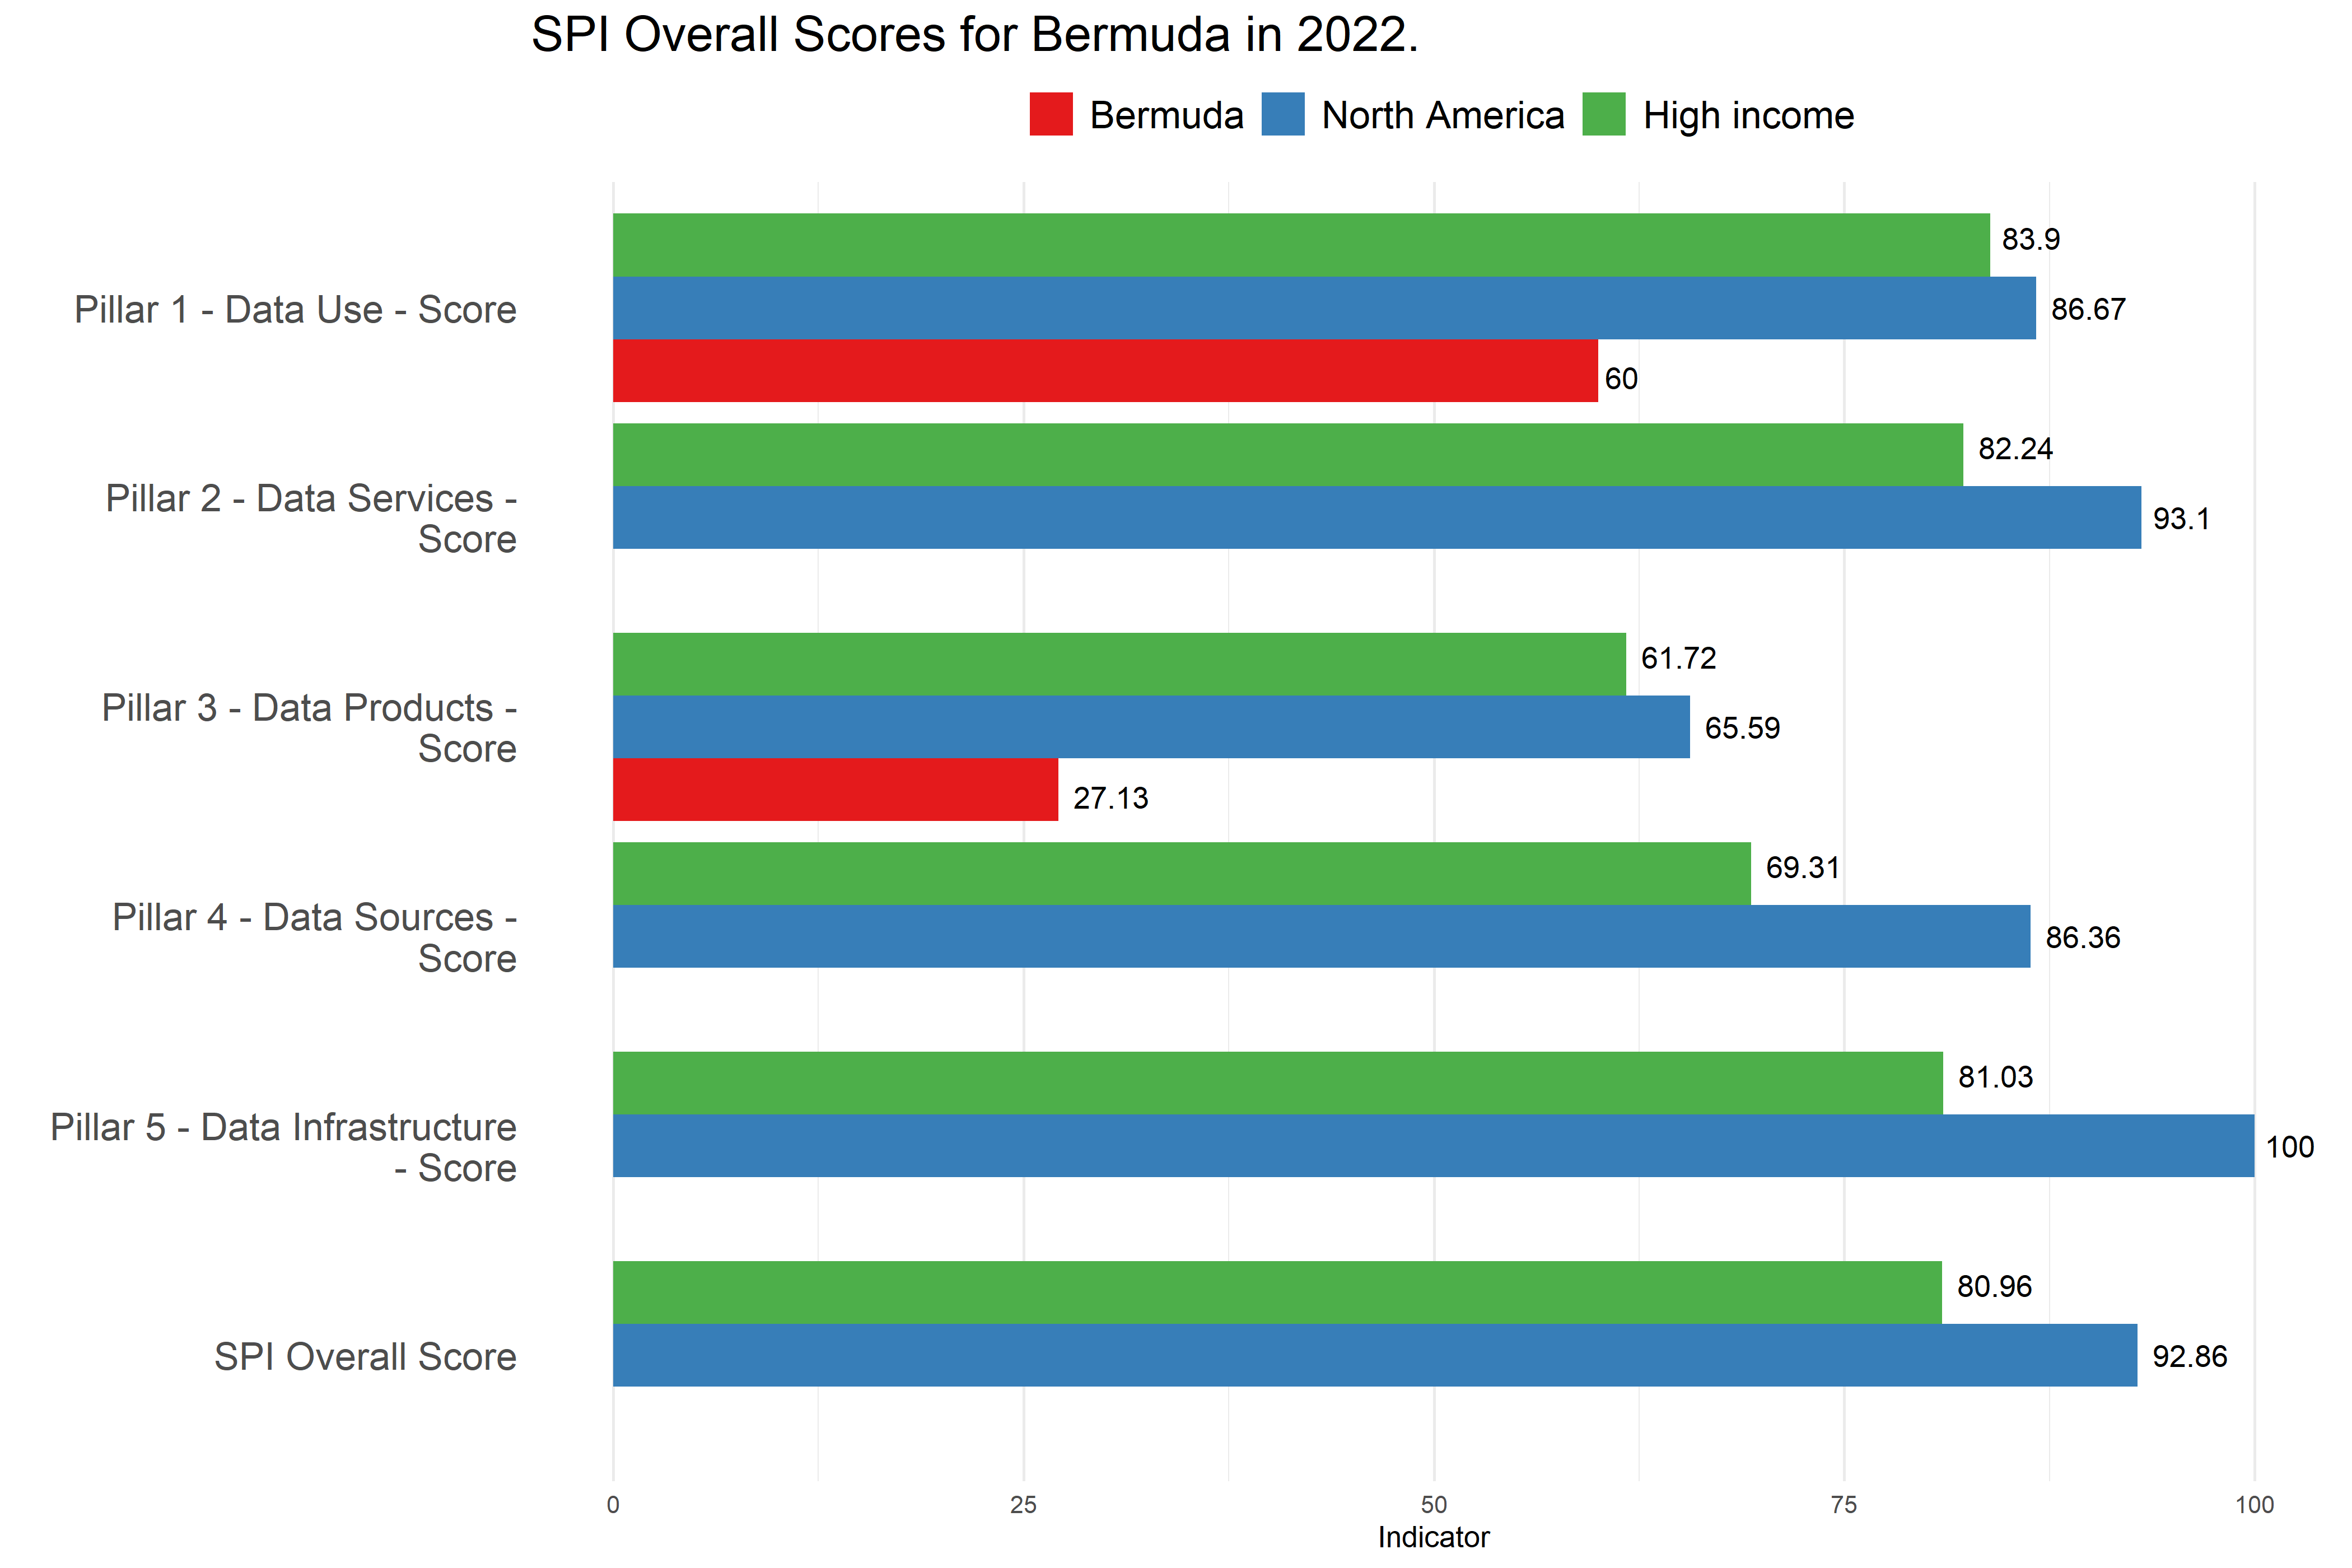 SPI Overall Scores for Bermuda in 2022.
Bermuda North America High income
Pillar 1 - Data Use - Score
83.9
86.67
60
Pillar 2 - Data Services -
Score
82.24
93.1
Pillar 3 - Data Products -
Score
61.72
65.59
27.13
Pillar 4 - Data Sources -
Score
69.31
86.36
Pillar 5 - Data Infrastructure
- Score
81.03
100
SPI Overall Score
80.96
92.86
0 25 50 75 100
Indicator